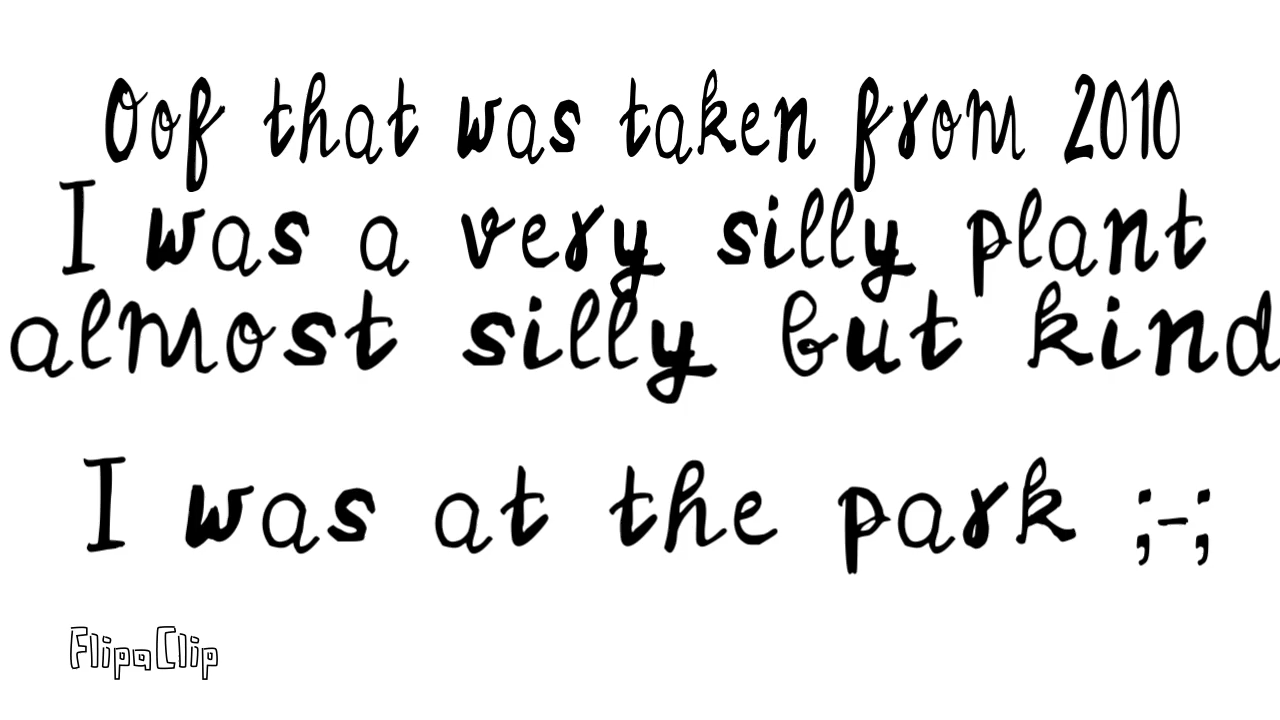 Oof that was taken from 2010
I was a very silly plant
almost silly but kind
I was at the park ;-;
FlipaClip